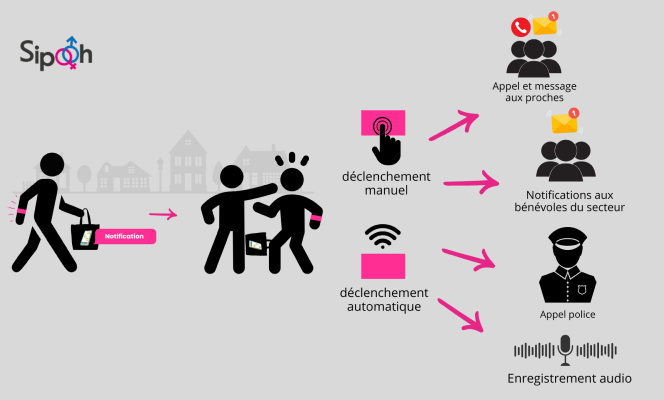 Sipooh
Notification
déclenchement
manuel
déclenchement
automatique
1
Appel et message
aux proches
1
Notifications aux
bénévoles du secteur
Appel police
Enregistrement audio